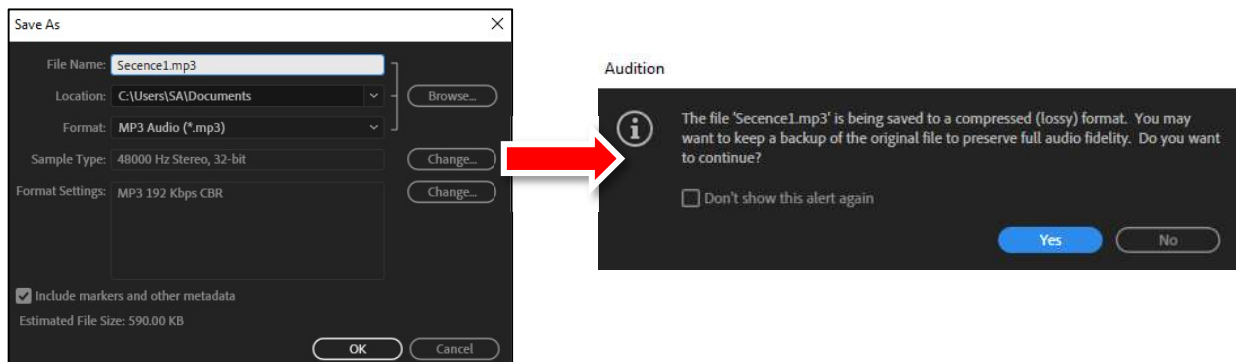 Save As
File Name: Secence1.mp3
Location: C:\Users\SA\Documents Browse...
Format: MP3 Audio (*.mp3)
Sample Type: 48000 Hz Stereo, 32-bit Change...
Format Settings: MP3 192 Kbps CBR Change...
Include markers and other metadata
Estimated File Size: 590.00 KB
OK Cancel
Audition
The file 'Secence1.mp3' is being saved to a compressed (lossy) format. You may
want to keep a backup of the original file to preserve full audio fidelity. Do you want
to continue?
Don't show this alert again
Yes No